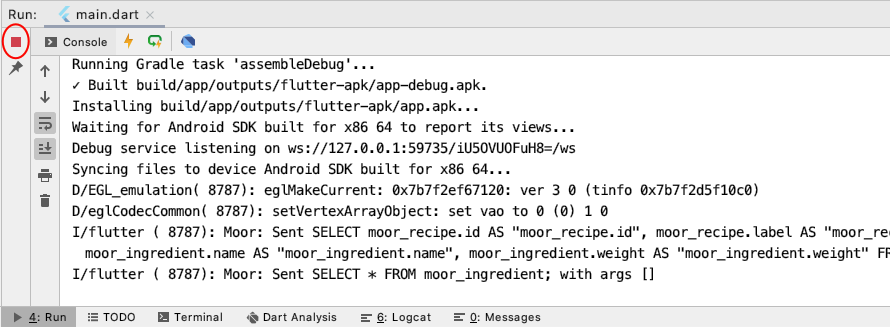 Run: main.dart
Console
Running Gradle task 'assembleDebug'...
✓ Built build/app/outputs/flutter-apk/app-debug.apk.
Installing build/app/outputs/flutter-apk/app.apk...
Waiting for Android SDK built for x86 64 to report its views...
Debug service listening on ws://127.0.0.1:59735/iU5OVUOFuH8=/ws
Syncing files to device Android SDK built for x86 64...
D/EGL_emulation( 8787): eglMakeCurrent: 0x7b7f2ef67120: ver 3 0 (tinfo 0x7b7f2d5f10c0)
D/eglCodecCommon( 8787): setVertexArrayObject: set vao to 0 (0) 1 0
I/flutter ( 8787): Moor: Sent SELECT moor_recipe.id AS "moor_recipe.id", moor_recipe.label AS "moor_rec
moor_ingredient.name AS "moor_ingredient.name", moor_ingredient.weight AS "moor_ingredient.weight" FR
I/flutter ( 8787): Moor: Sent SELECT * FROM moor_ingredient; with args []
4: Run TODO Terminal Dart Analysis 6: Logcat 0: Messages